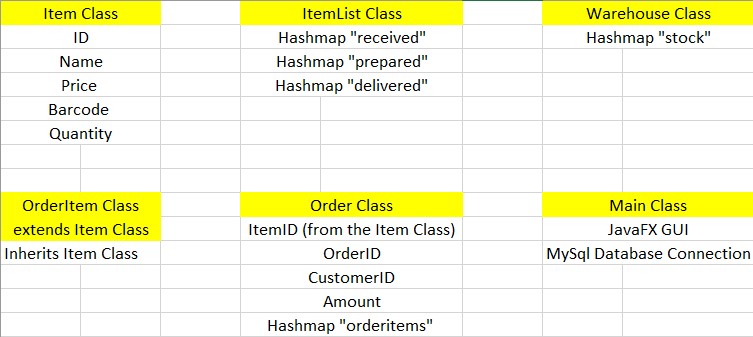 Item Class
ID
Name
Price
Barcode
Quantity
ItemList Class
Hashmap "received"
Hashmap "prepared"
Hashmap "delivered"
Warehouse Class
Hashmap "stock"
OrderItem Class
extends Item Class
Inherits Item Class
Order Class
ItemID (from the Item Class)
OrderID
CustomerID
Amount
Hashmap "orderitems"
Main Class
JavaFX GUI
MySql Database Connection